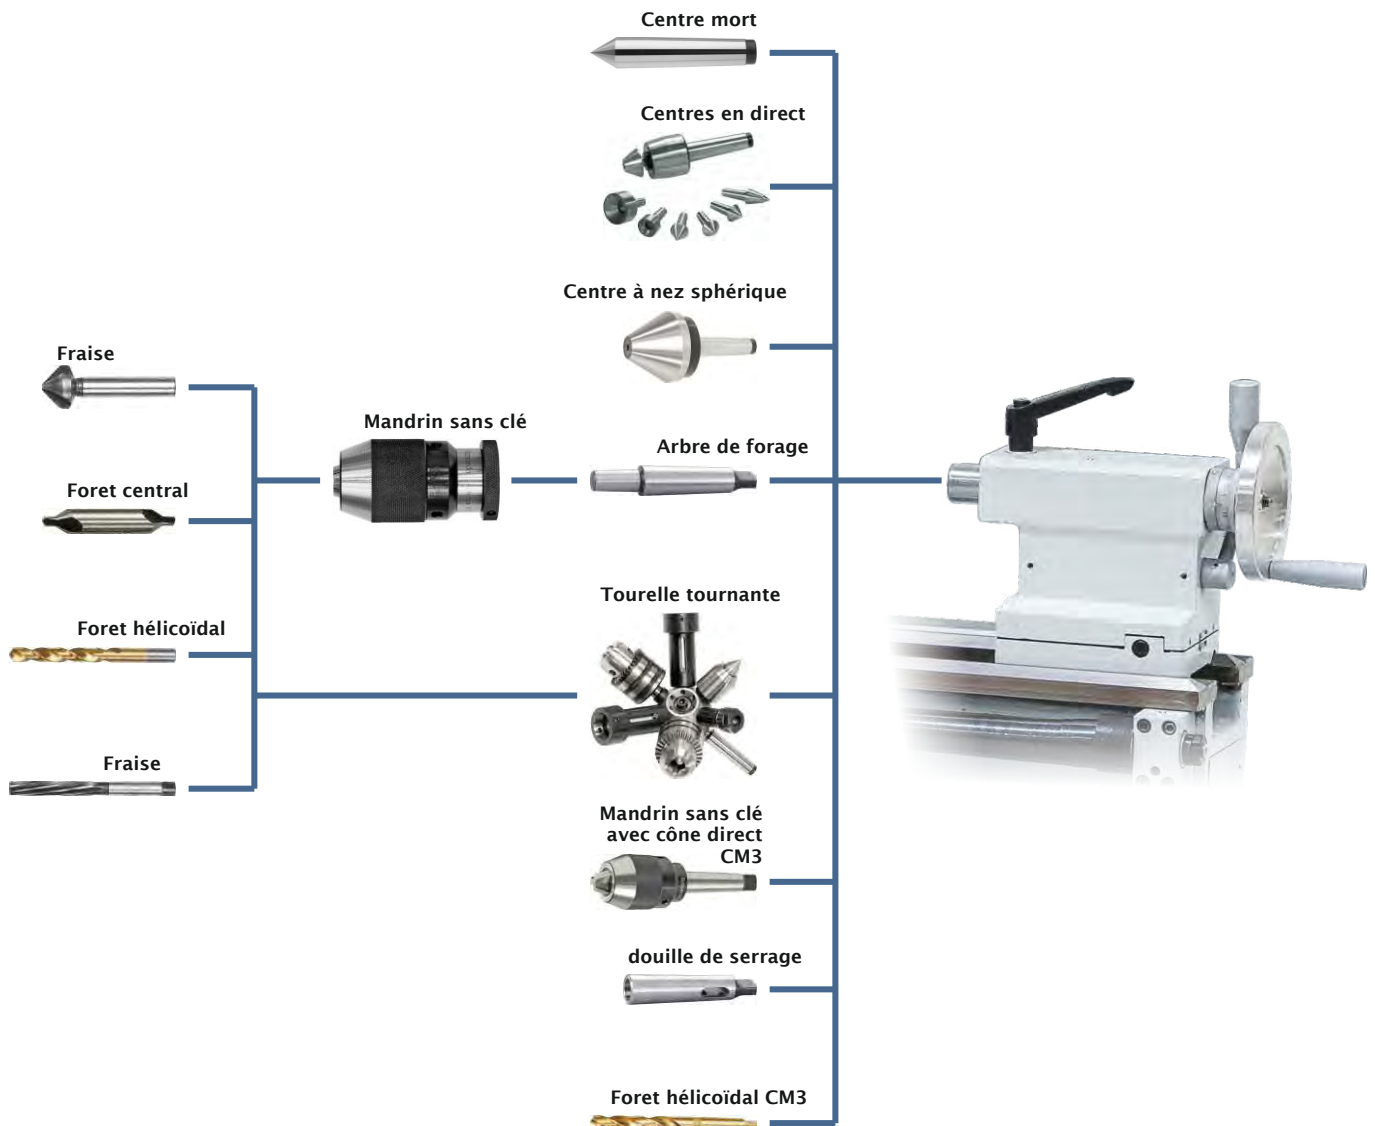 Centre mort
Centres en direct
Centre à nez sphérique
Fraise
Mandrin sans clé
Arbre de forage
Foret central
Tourelle tournante
Foret hélicoïdal
Fraise
Mandrin sans clé
avec cône direct
CM3
douille de serrage
Foret hélicoïdal CM3